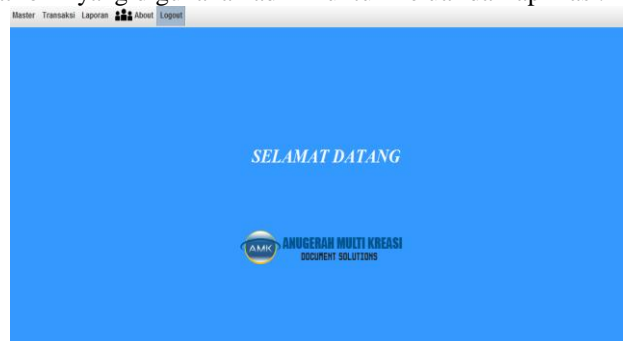 Master Transaksi Laporan About Logout
SELAMAT DATANG
AMK ANUGERAH MULTI KREASI
DOCUMENT SOLUTIONS